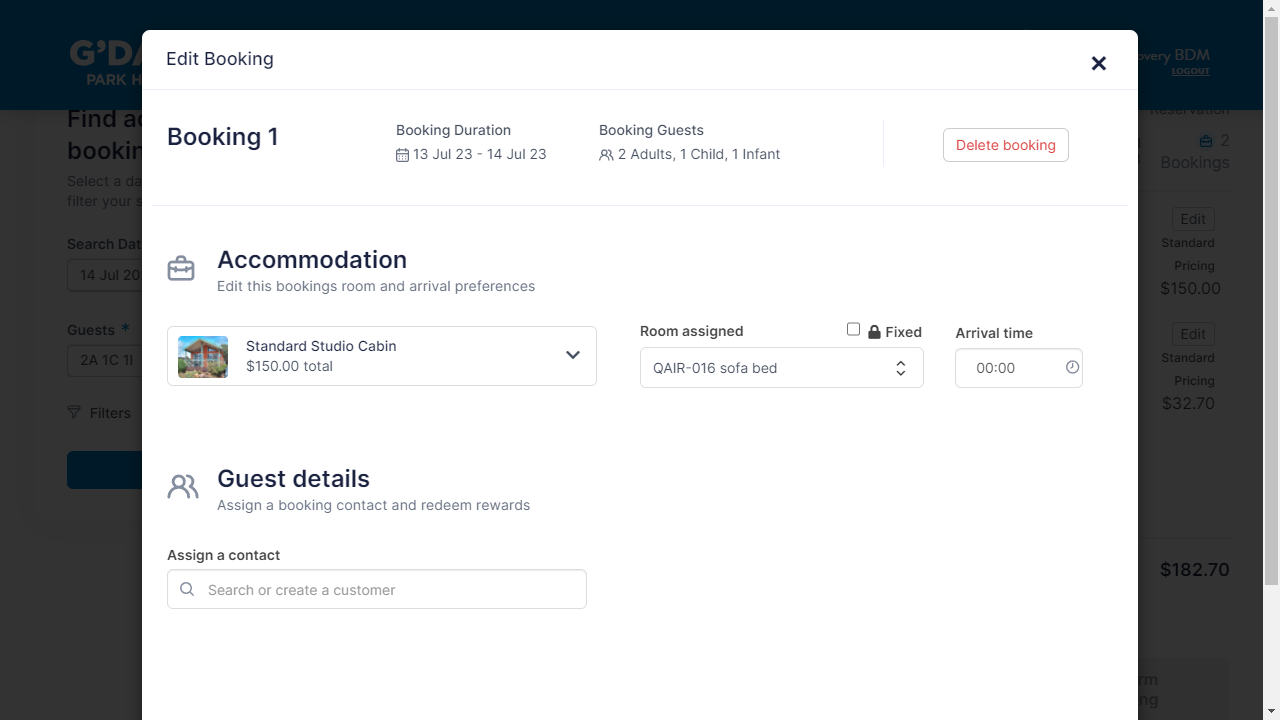 Edit Booking
Booking 1
Booking Duration
13 Jul 23 - 14 Jul 23
Booking Guests
2 Adults, 1 Child, 1 Infant
Delete booking
Accommodation
Edit this bookings room and arrival preferences
Standard Studio Cabin
$150.00 total
Room assigned
Fixed
QAIR-016 sofa bed
Arrival time
00:00
Guest details
Assign a booking contact and redeem rewards
Assign a contact
Search or create a customer
G'DA
PARK H
Find a
bookin
Select a da
filter your s
Search Dat
14 Jul 20
Guests *
2A 1C 1I
Filters
overy BDM
LOGOUT
Reservation
2
Bookings
Edit
Standard
Pricing
$150.00
Edit
Standard
Pricing
$32.70
$182.70
rm
ng